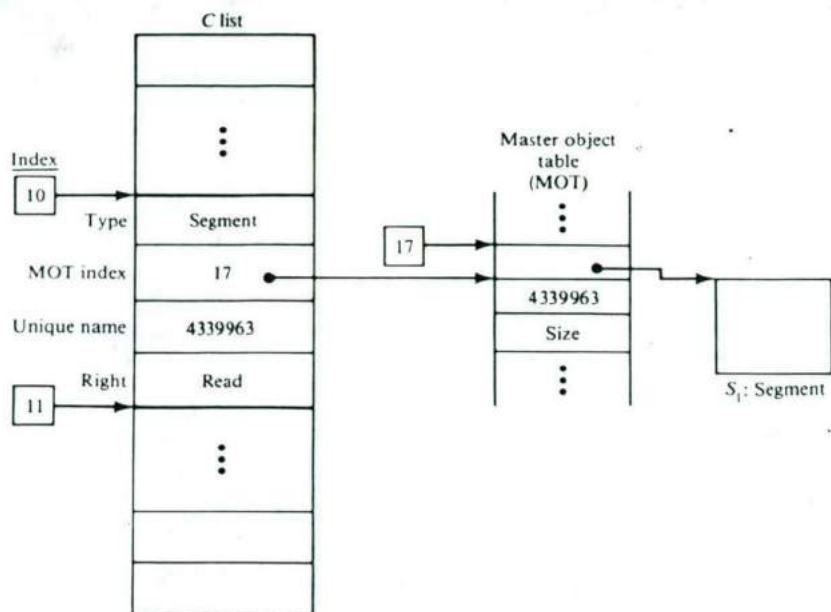 C list
Index
10
Type
Segment
MOT index
17
Unique name
4339963
Right
Read
11
Master object
table
(MOT)
17
4339963
Size
S1: Segment